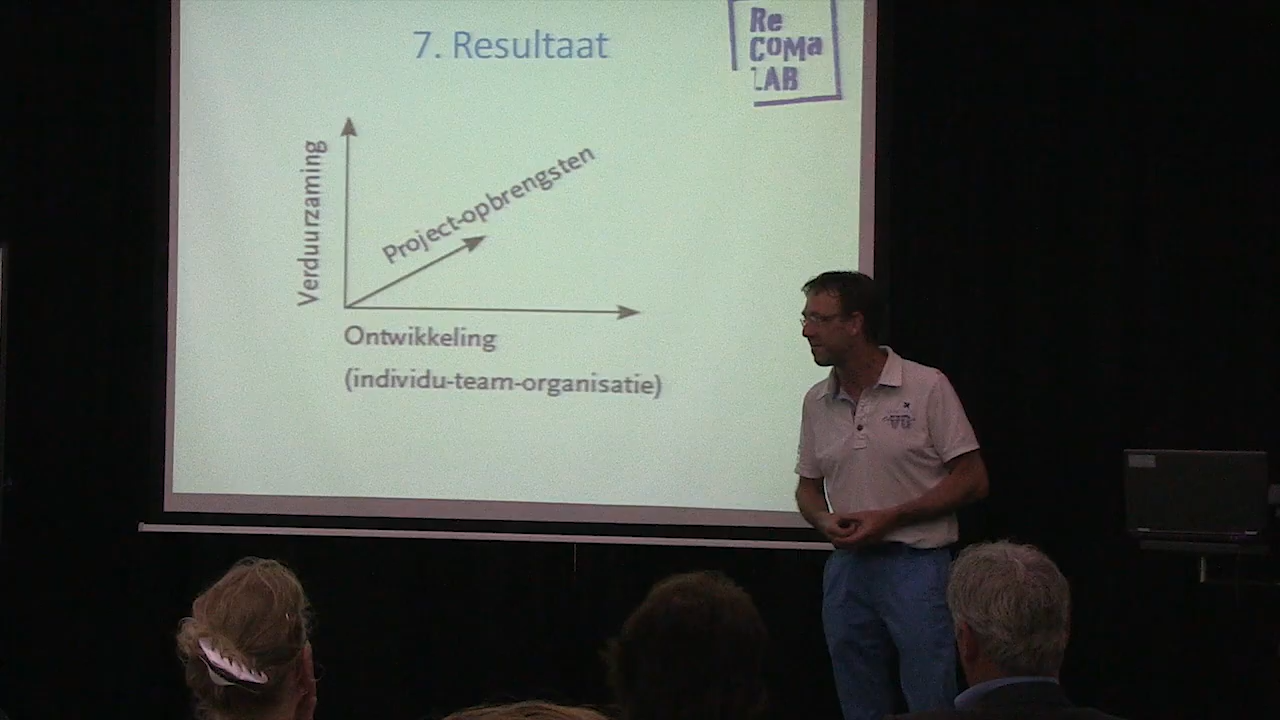 7. Resultaat
Re
CoMa
LAB
Verduurzaming
Project-opbrengsten
Ontwikkeling
(individu-team-organisatie)